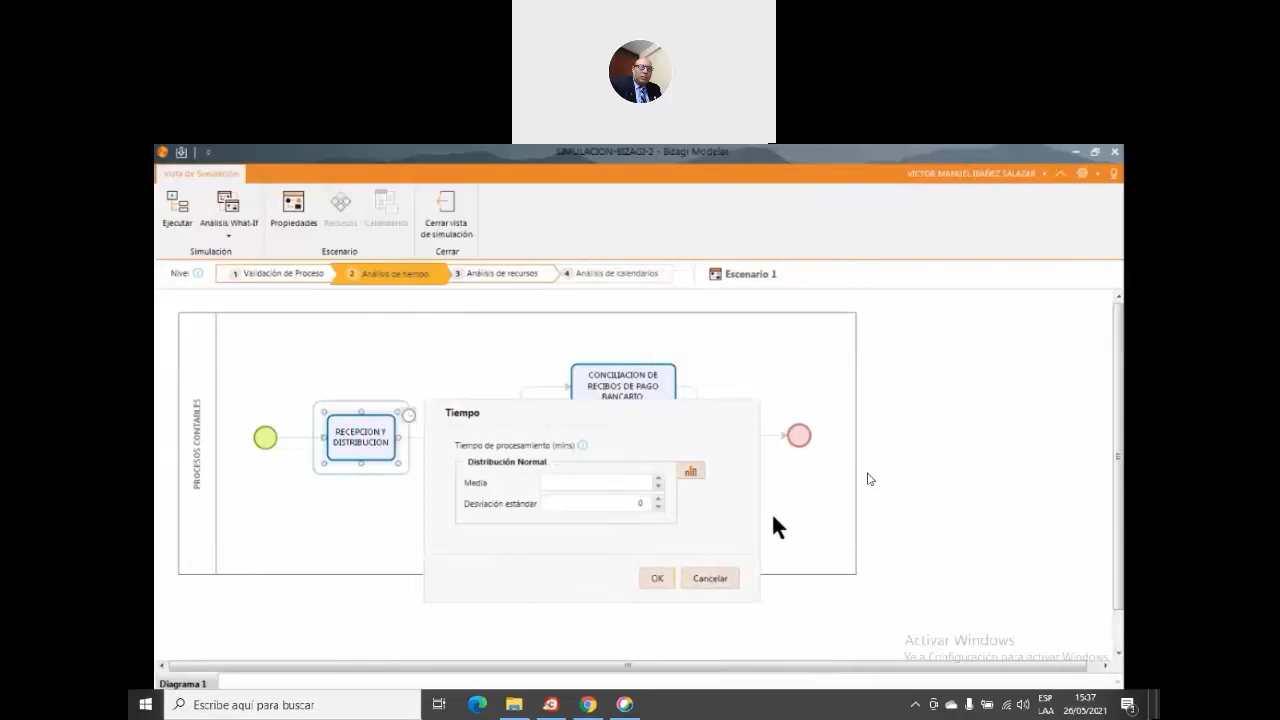 SIMULACION-BIZAGI-2 - Bizagi Modeler
Vista de Simulación
VICTOR MANUEL IBAÑEZ SALAZAR
Ejecutar
Análisis What-If
Propiedades
Recursos
Calendarios
Cerrar vista
de simulación
Simulación
Escenario
Cerrar
Nivel
1 Validación de Proceso
2 Análisis de tiempo
3 Análisis de recursos
4 Análisis de calendarios
Escenario 1
PROCESOS CONTABLES
RECEPCION Y
DISTRIBUCION
CONCILIACION DE
RECIBOS DE PAGO
BANCARIO
Tiempo
Tiempo de procesamiento (mins)
Distribución Normal
Media
Desviación estándar
0
OK
Cancelar
Activar Windows
Ve a Configuración para activar Windows.
Diagrama 1
Escribe aquí para buscar
ESP
LAA
15:37
26/05/2021
3